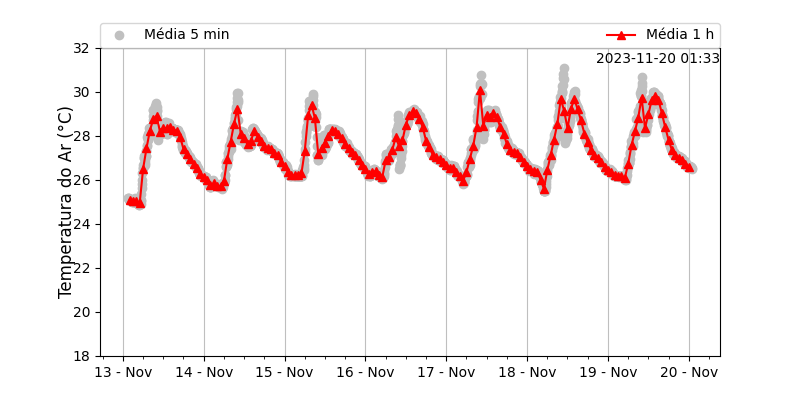 Média 5 min
Média 1 h
2023-11-20 01:33
Temperatura do Ar (°C)
32
30
28
26
24
22
20
18
13 - Nov
14 - Nov
15 - Nov
16 - Nov
17 - Nov
18 - Nov
19 - Nov
20 - Nov